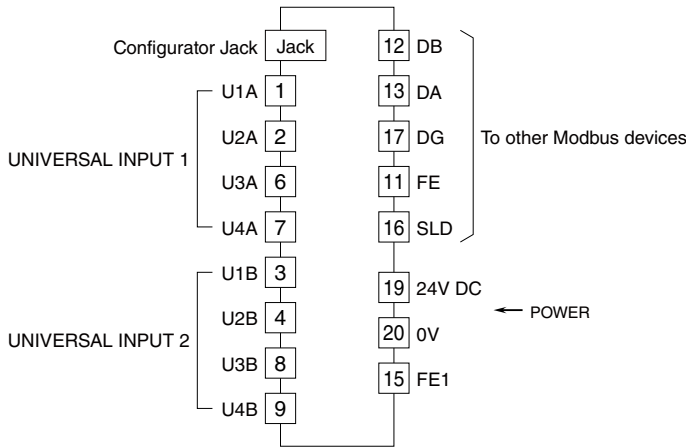 Configurator Jack Jack 12 DB
U1A 1 13 DA
U2A 2 17 DG To other Modbus devices
UNIVERSAL INPUT 1
U3A 6 11 FE
U4A 7 16 SLD
U1B 3 19 24V DC
POWER
U2B 4 20 0V
UNIVERSAL INPUT 2
U3B 8 15 FE1
U4B 9